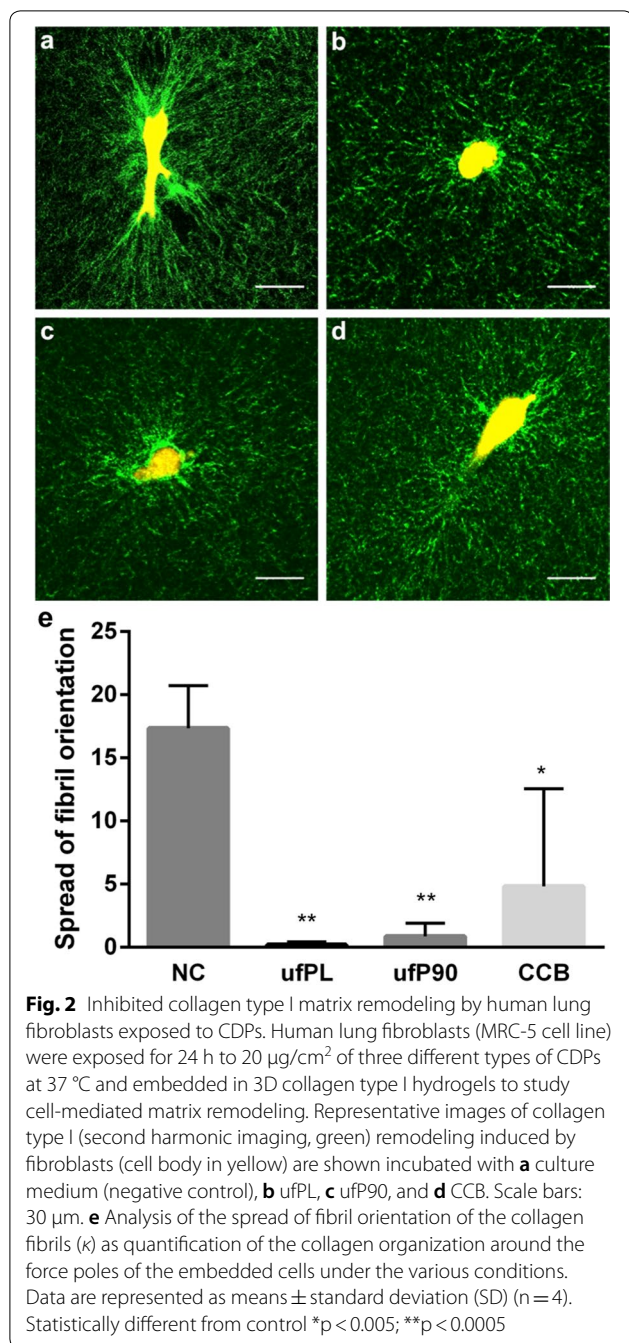 a
b
c
d
e
Spread of fibril orientation
25
20
15
10
5
0
**
**
*
NC ufPL ufP90 CCB
Fig. 2 Inhibited collagen type I matrix remodeling by human lung
fibroblasts exposed to CDPs. Human lung fibroblasts (MRC-5 cell line)
were exposed for 24 h to 20 µg/cm² of three different types of CDPs
at 37 °C and embedded in 3D collagen type I hydrogels to study
cell-mediated matrix remodeling. Representative images of collagen
type I (second harmonic imaging, green) remodeling induced by
fibroblasts (cell body in yellow) are shown incubated with a culture
medium (negative control), b ufPL, c ufP90, and d CCB. Scale bars:
30 µm. e Analysis of the spread of fibril orientation of the collagen
fibrils (κ) as quantification of the collagen organization around the
force poles of the embedded cells under the various conditions.
Data are represented as means ± standard deviation (SD) (n = 4).
Statistically different from control *p < 0.005; **p < 0.0005